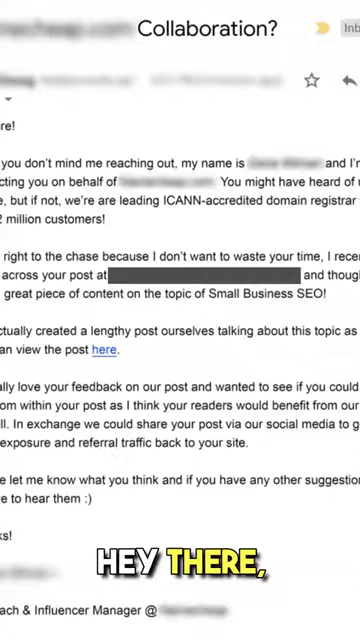 Collaboration?
Inb
re!
you don't mind me reaching out, my name is and I'm
cting you on behalf of You might have heard of u
e, but if not, we're are leading ICANN-accredited domain registrar
2 million customers!
right to the chase because I don't want to waste your time, I recen
across your post at and though
great piece of content on the topic of Small Business SEO!
ctually created a lengthy post ourselves talking about this topic as
an view the post here.
ally love your feedback on our post and wanted to see if you could
om within your post as I think your readers would benefit from our
ll. In exchange we could share your post via our social media to ge
exposure and referral traffic back to your site.
e let me know what you think and if you have any other suggestion
e to hear them :)
ks!
HEY THERE,
ach & Influencer Manager @